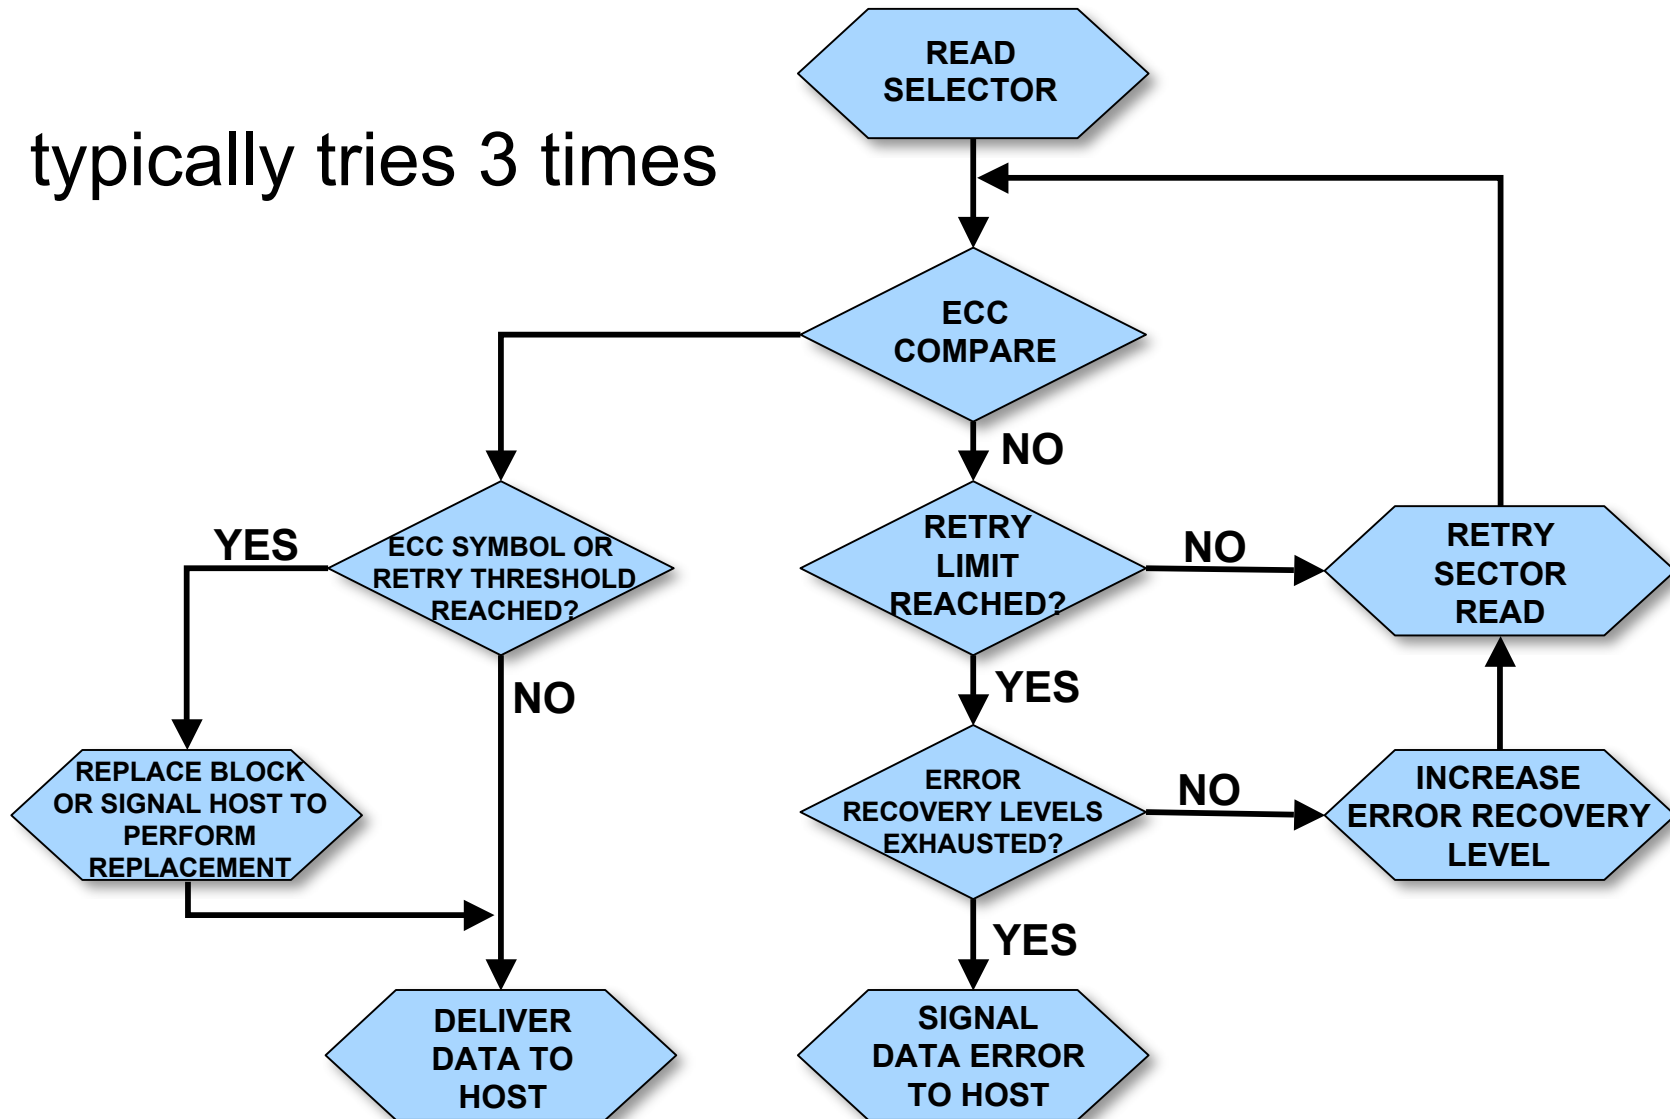 READ
SELECTOR
typically tries 3 times
ECC
COMPARE
NO
YES
ECC SYMBOL OR
RETRY THRESHOLD
REACHED?
RETRY
LIMIT
REACHED?
NO
RETRY
SECTOR
READ
NO
YES
REPLACE BLOCK
OR SIGNAL HOST TO
PERFORM
REPLACEMENT
ERROR
RECOVERY LEVELS
EXHAUSTED?
NO
INCREASE
ERROR RECOVERY
LEVEL
YES
DELIVER
DATA TO
HOST
SIGNAL
DATA ERROR
TO HOST